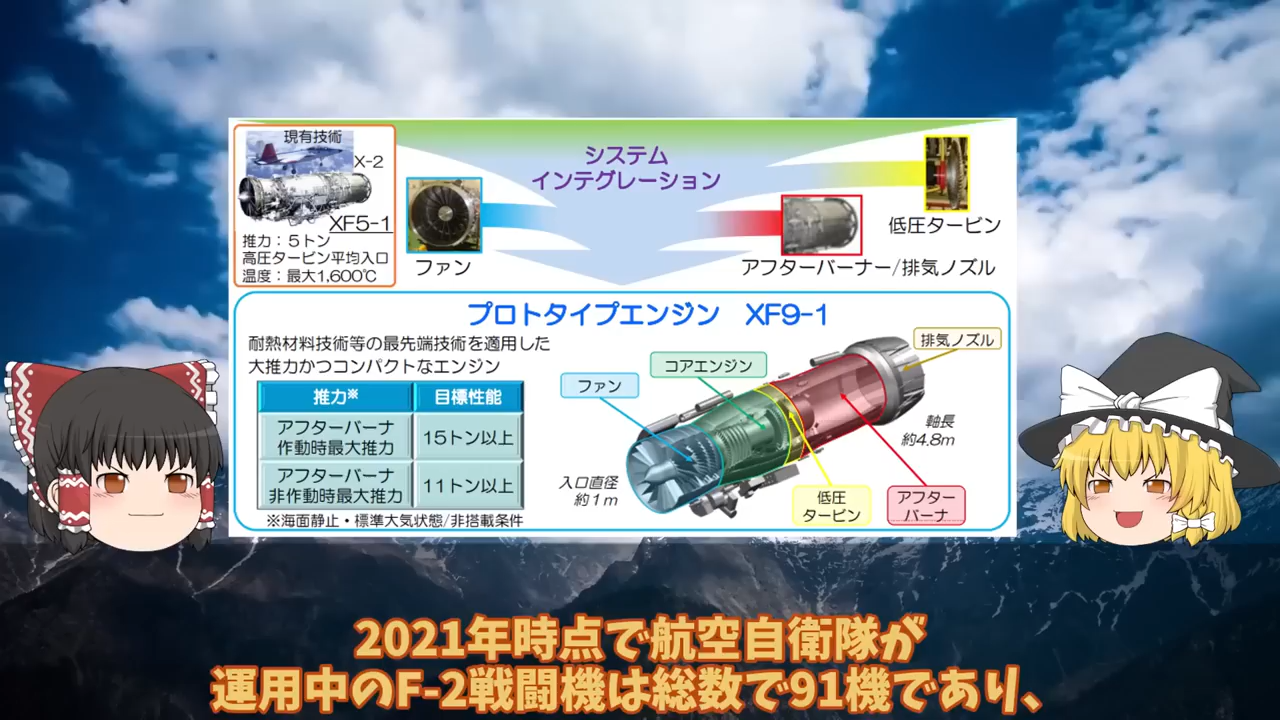 現有技術
X-2
XF5-1
推力：５トン
高圧タービン平均入口
温度：最大1,600℃
ファン
システム
インテグレーション
低圧タービン
アフターバーナー/排気ノズル
プロトタイプエンジン　XF9-1
耐熱材料技術等の最先端技術を適用した
大推力かつコンパクトなエンジン
推力※
目標性能
アフターバーナ
作動時最大推力
15トン以上
アフターバーナ
非作動時最大推力
11トン以上
※海面静止・標準大気状態/非搭載条件
ファン
コアエンジン
排気ノズル
軸長
約4.8m
入口直径
約１m
低圧
タービン
アフター
バーナ
2021年時点で航空自衛隊が
運用中のF-2戦闘機は総数で91機であり、